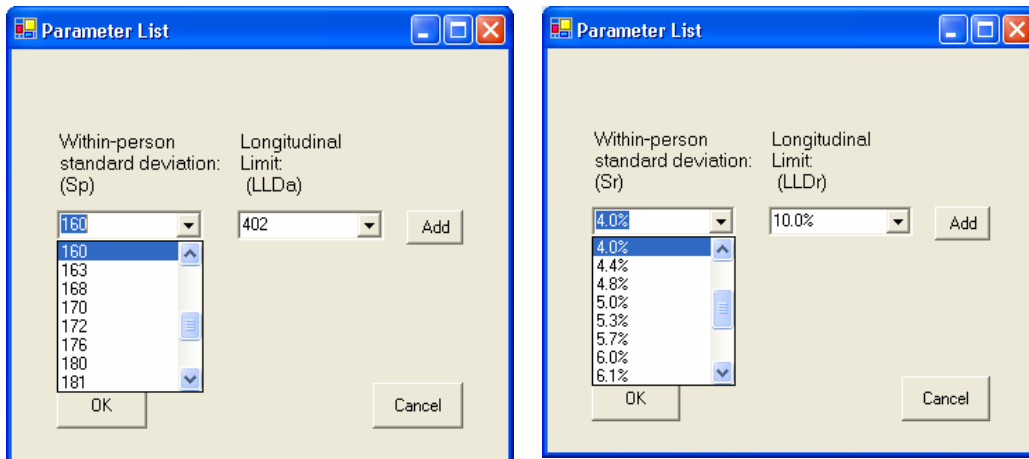 Parameter List
Within-person
standard deviation:
(Sp)
Longitudinal
Limit:
(LLDa)
160
402
Add
160
163
168
170
172
176
180
181
OK
Cancel
Parameter List
Within-person
standard deviation:
(Sr)
Longitudinal
Limit:
(LLDr)
4.0%
10.0%
Add
4.0%
4.4%
4.8%
5.0%
5.3%
5.7%
6.0%
6.1%
OK
Cancel